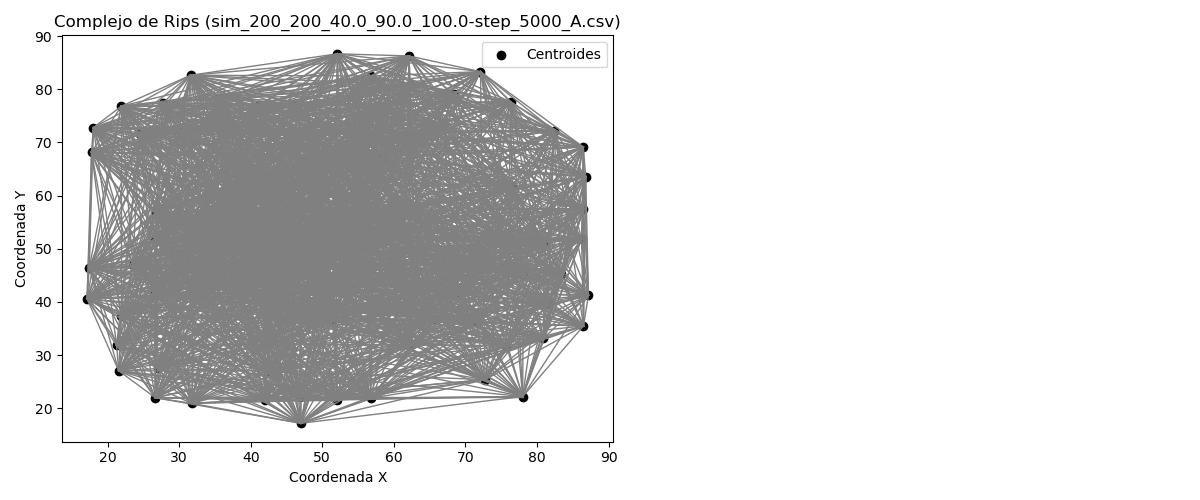 Complejo de Rips (sim_200_200_40.0_90.0_100.0-step_5000_A.csv)
Centroides
90
80
70
60
50
40
30
20
Coordenada Y
20 30 40 50 60 70 80 90
Coordenada X